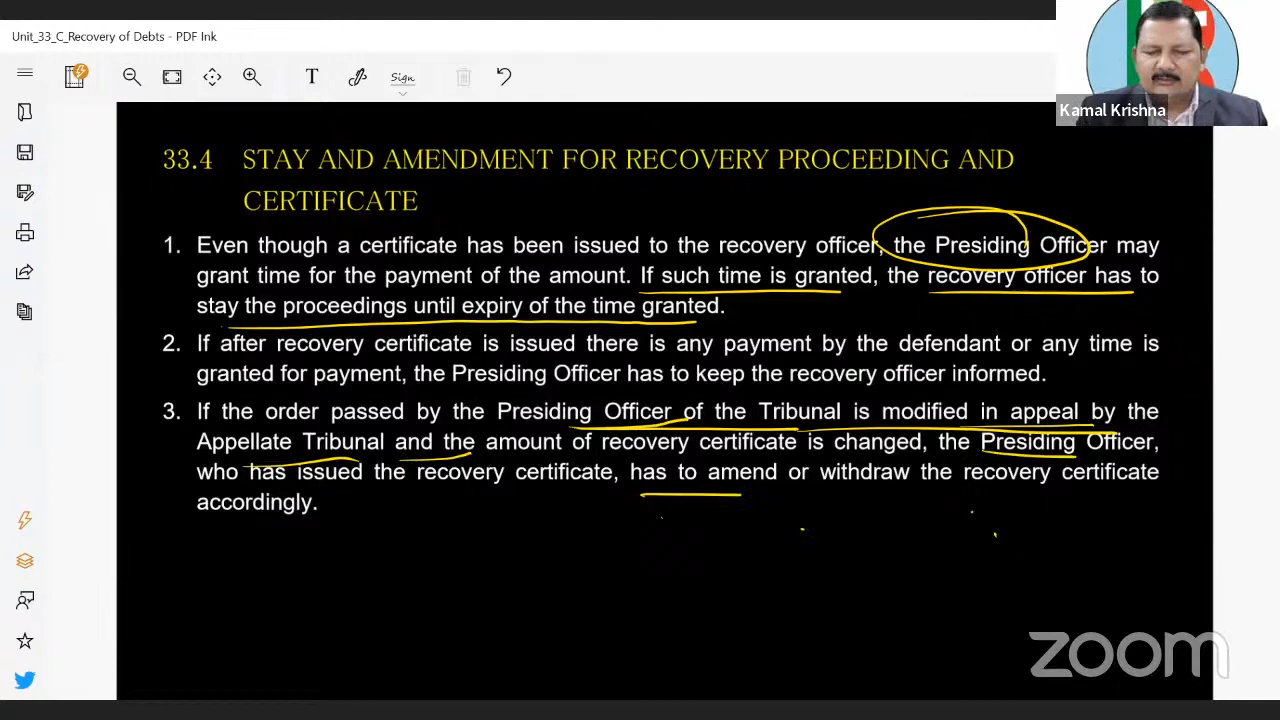 Unit_33_C_Recovery of Debts - PDF Ink
T
Sign
Kamal Krishna
33.4 STAY AND AMENDMENT FOR RECOVERY PROCEEDING AND
CERTIFICATE
1. Even though a certificate has been issued to the recovery officer, the Presiding Officer may
grant time for the payment of the amount. If such time is granted, the recovery officer has to
stay the proceedings until expiry of the time granted.
2. If after recovery certificate is issued there is any payment by the defendant or any time is
granted for payment, the Presiding Officer has to keep the recovery officer informed.
3. If the order passed by the Presiding Officer of the Tribunal is modified in appeal by the
Appellate Tribunal and the amount of recovery certificate is changed, the Presiding Officer,
who has issued the recovery certificate, has to amend or withdraw the recovery certificate
accordingly.
zoom